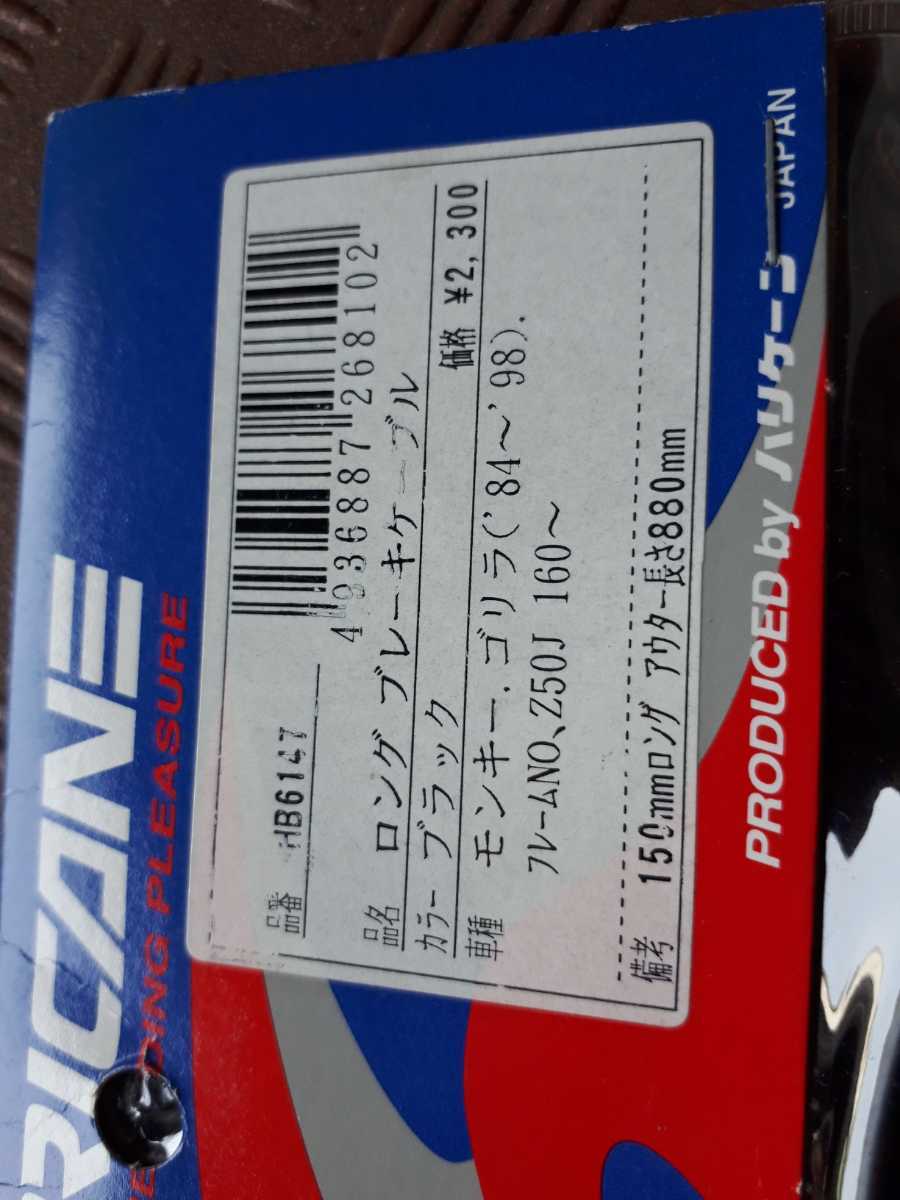 RICANE
DING PLEASURE
品番 HB6147
4 936887 268102
品名 ロング ブレーキケーブル
カラー ブラック 価格 ¥2,300
車種 モンキー.ゴリラ('84〜'98).
フレームNO、Z50J 160〜
備考 150mmロング アウター長さ880mm
PRODUCED by ハリケーン JAPAN